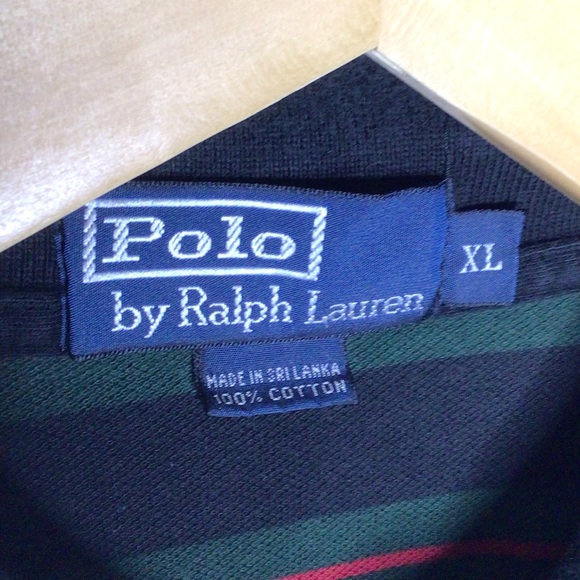 Polo
by Ralph Lauren
XL
MADE IN SRI LANKA
100% COTTON